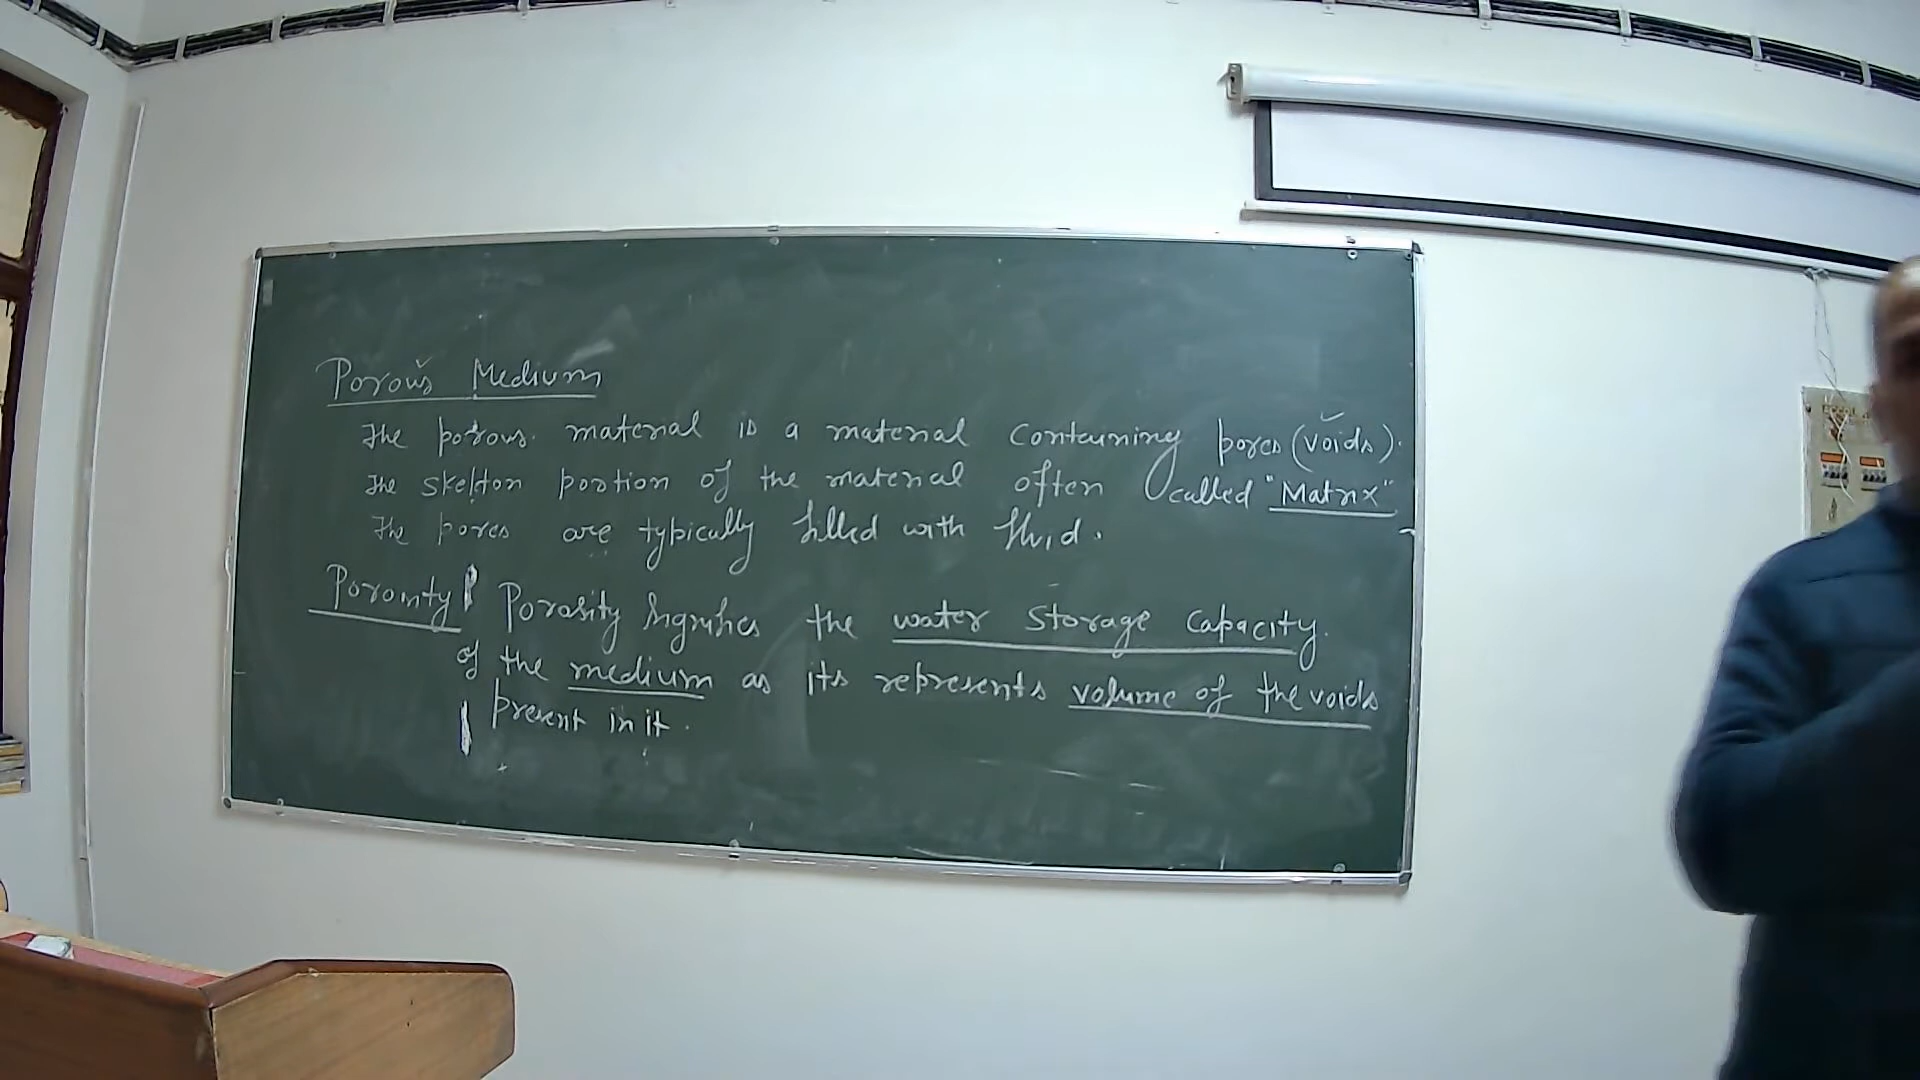 Porous Medium
The porous material is a material containing pores (voids).
The skelton portion of the material often called "Matrix"
The pores are typically filled with fluid.
Porosity Porosity signifies the water storage capacity.
of the medium as its represents volume of the voids
present in it.